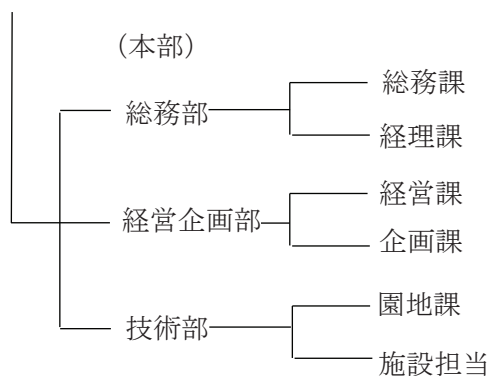 (本部)
総務部
総務課
経理課
経営企画部
経営課
企画課
技術部
園地課
施設担当